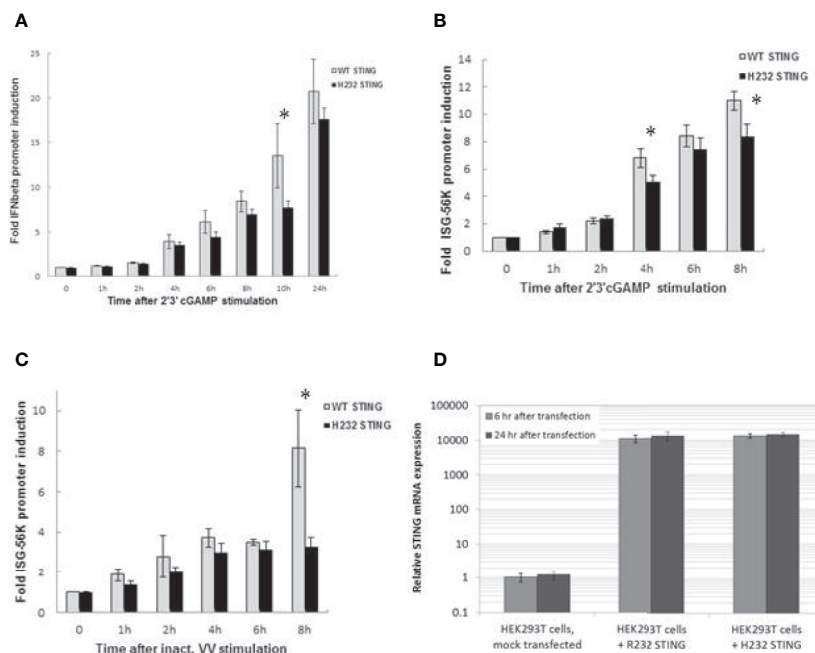 A
Fold IFNbeta promoter induction
25
20
15
10
5
0
WT STING
H232 STING
*
0 1h 2h 4h 6h 8h 10h 24h
Time after 2'3' cGAMP stimulation
B
Fold ISG-56K promoter induction
14
12
10
8
6
4
2
0
WT STING
H232 STING
*
*
0 1h 2h 4h 6h 8h
Time after 2'3'cGAMP stimulation
C
Fold ISG-56K promoter induction
10
8
6
4
2
0
WT STING
H232 STING
*
0 1h 2h 4h 6h 8h
Time after inact. VV stimulation
D
Relative STING mRNA expression
100000
10000
1000
100
10
1
0.1
6 hr after transfection
24 hr after transfection
HEK293T cells, HEK293T cells HEK293T cells
mock transfected + R232 STING + H232 STING